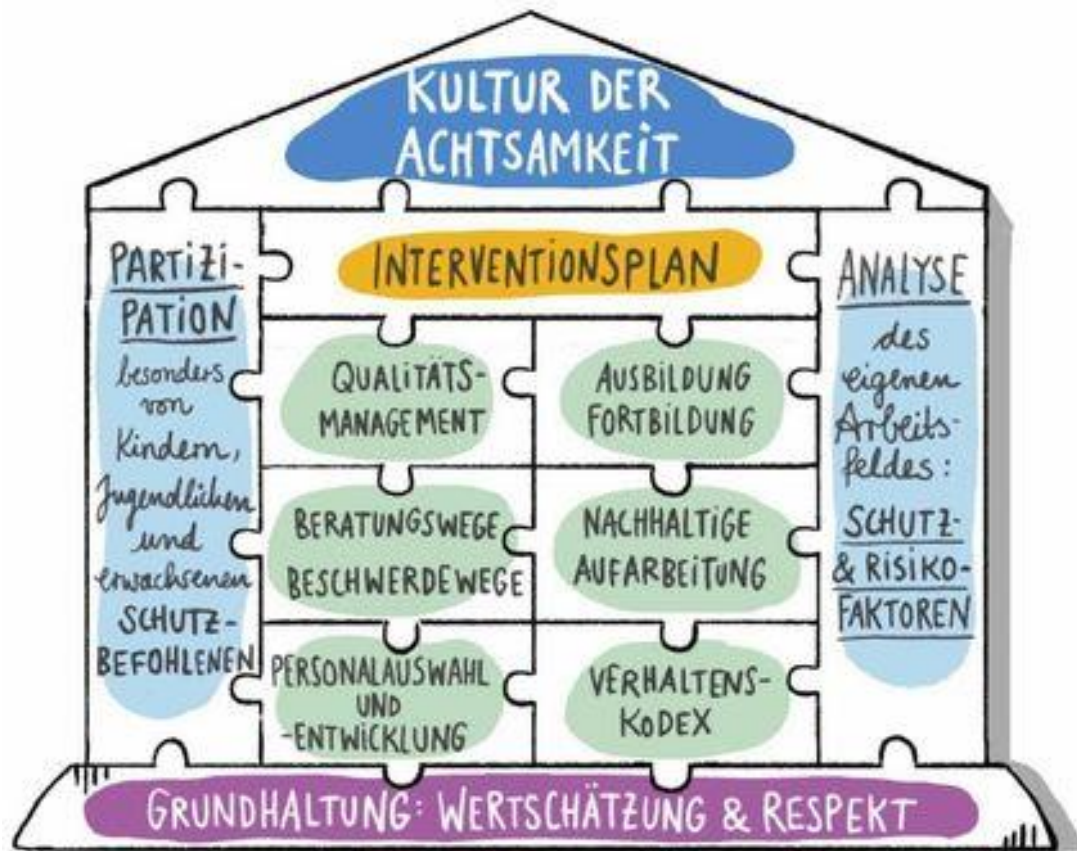 KULTUR DER
ACHTSAMKEIT
PARTIZI-
PATION
besonders
von
Kindern,
Jugendlichen
und
erwachsenen
SCHUTZ-
BEFOHLENEN
INTERVENTIONSPLAN
QUALITÄTS-
MANAGEMENT
AUSBILDUNG
FORTBILDUNG
BERATUNGSWEGE
BESCHWERDEWEGE
NACHHALTIGE
AUFARBEITUNG
PERSONALAUSWAHL
UND
-ENTWICKLUNG
VERHALTENS-
KODEX
ANALYSE
des
eigenen
Arbeits-
feldes:
SCHUTZ-
& RISIKO-
FAKTOREN
GRUNDHALTUNG: WERTSCHÄTZUNG & RESPEKT